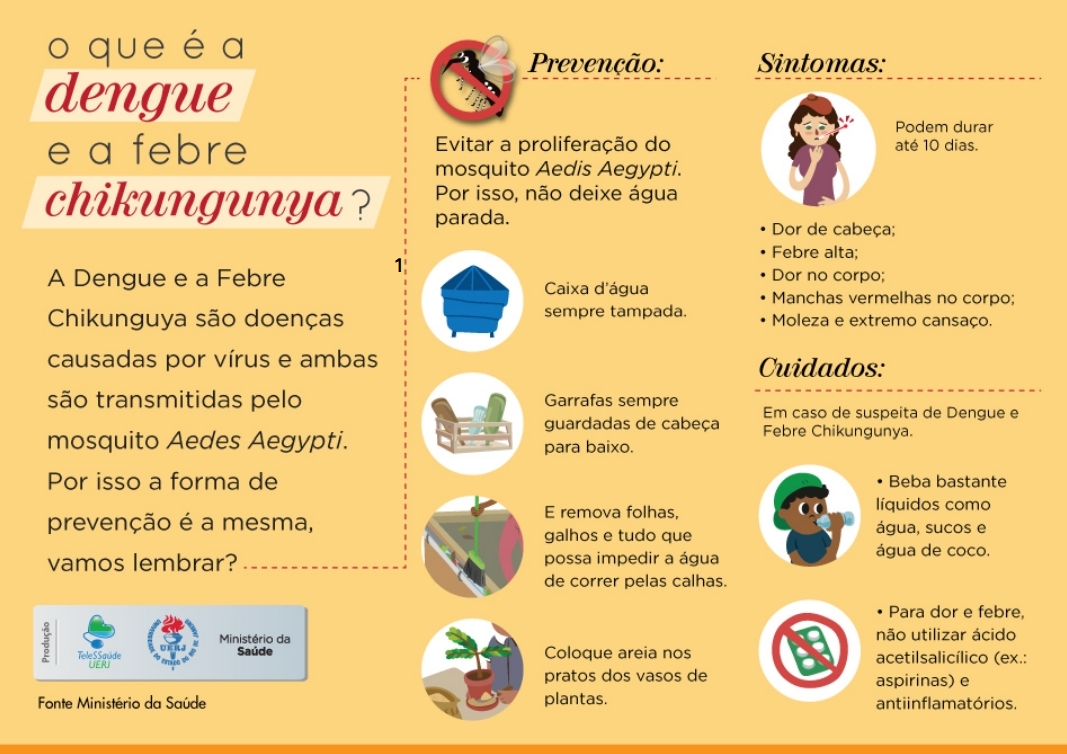 o que é a
dengue
e a febre
chikungunya?
A Dengue e a Febre
Chikunguya são doenças
causadas por vírus e ambas
são transmitidas pelo
mosquito Aedes Aegypti.
Por isso a forma de
prevenção é a mesma,
vamos lembrar?
Produção
TeleSSaúde
UERJ
UERJ
Ministério da
Saúde
Fonte Ministério da Saúde
1
Prevenção:
Evitar a proliferação do
mosquito Aedis Aegypti.
Por isso, não deixe água
parada.
Caixa d'água
sempre tampada.
Garrafas sempre
guardadas de cabeça
para baixo.
E remova folhas,
galhos e tudo que
possa impedir a água
de correr pelas calhas.
Coloque areia nos
pratos dos vasos de
plantas.
Sintomas:
Podem durar
até 10 dias.
• Dor de cabeça;
• Febre alta;
• Dor no corpo;
• Manchas vermelhas no corpo;
• Moleza e extremo cansaço.
Cuidados:
Em caso de suspeita de Dengue e
Febre Chikungunya.
• Beba bastante
líquidos como
água, sucos e
água de coco.
• Para dor e febre,
não utilizar ácido
acetilsalicílico (ex.:
aspirinas) e
antiinflamatórios.